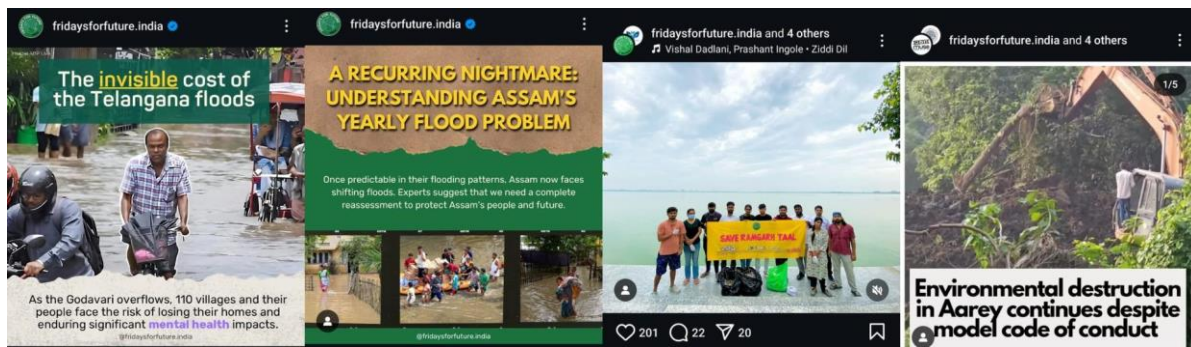 fridaysforfuture.india
The invisible cost of
the Telangana floods
As the Godavari overflows, 110 villages and their
people face the risk of losing their homes and
enduring significant mental health impacts.
@fridaysforfuture.india
fridaysforfuture.india
A RECURRING NIGHTMARE:
UNDERSTANDING ASSAM'S
YEARLY FLOOD PROBLEM
Once predictable in their flooding patterns, Assam now faces
shifting floods. Experts suggest that we need a complete
reassessment to protect Assam's people and future.
@fridaysforfuture.india
fridaysforfuture.india and 4 others
Vishal Dadlani, Prashant Ingole • Ziddi Dil
SAVE RAMGARH TAAL
201 22 20
fridaysforfuture.india and 4 others
1/5
Environmental destruction
in Aarey continues despite
model code of conduct